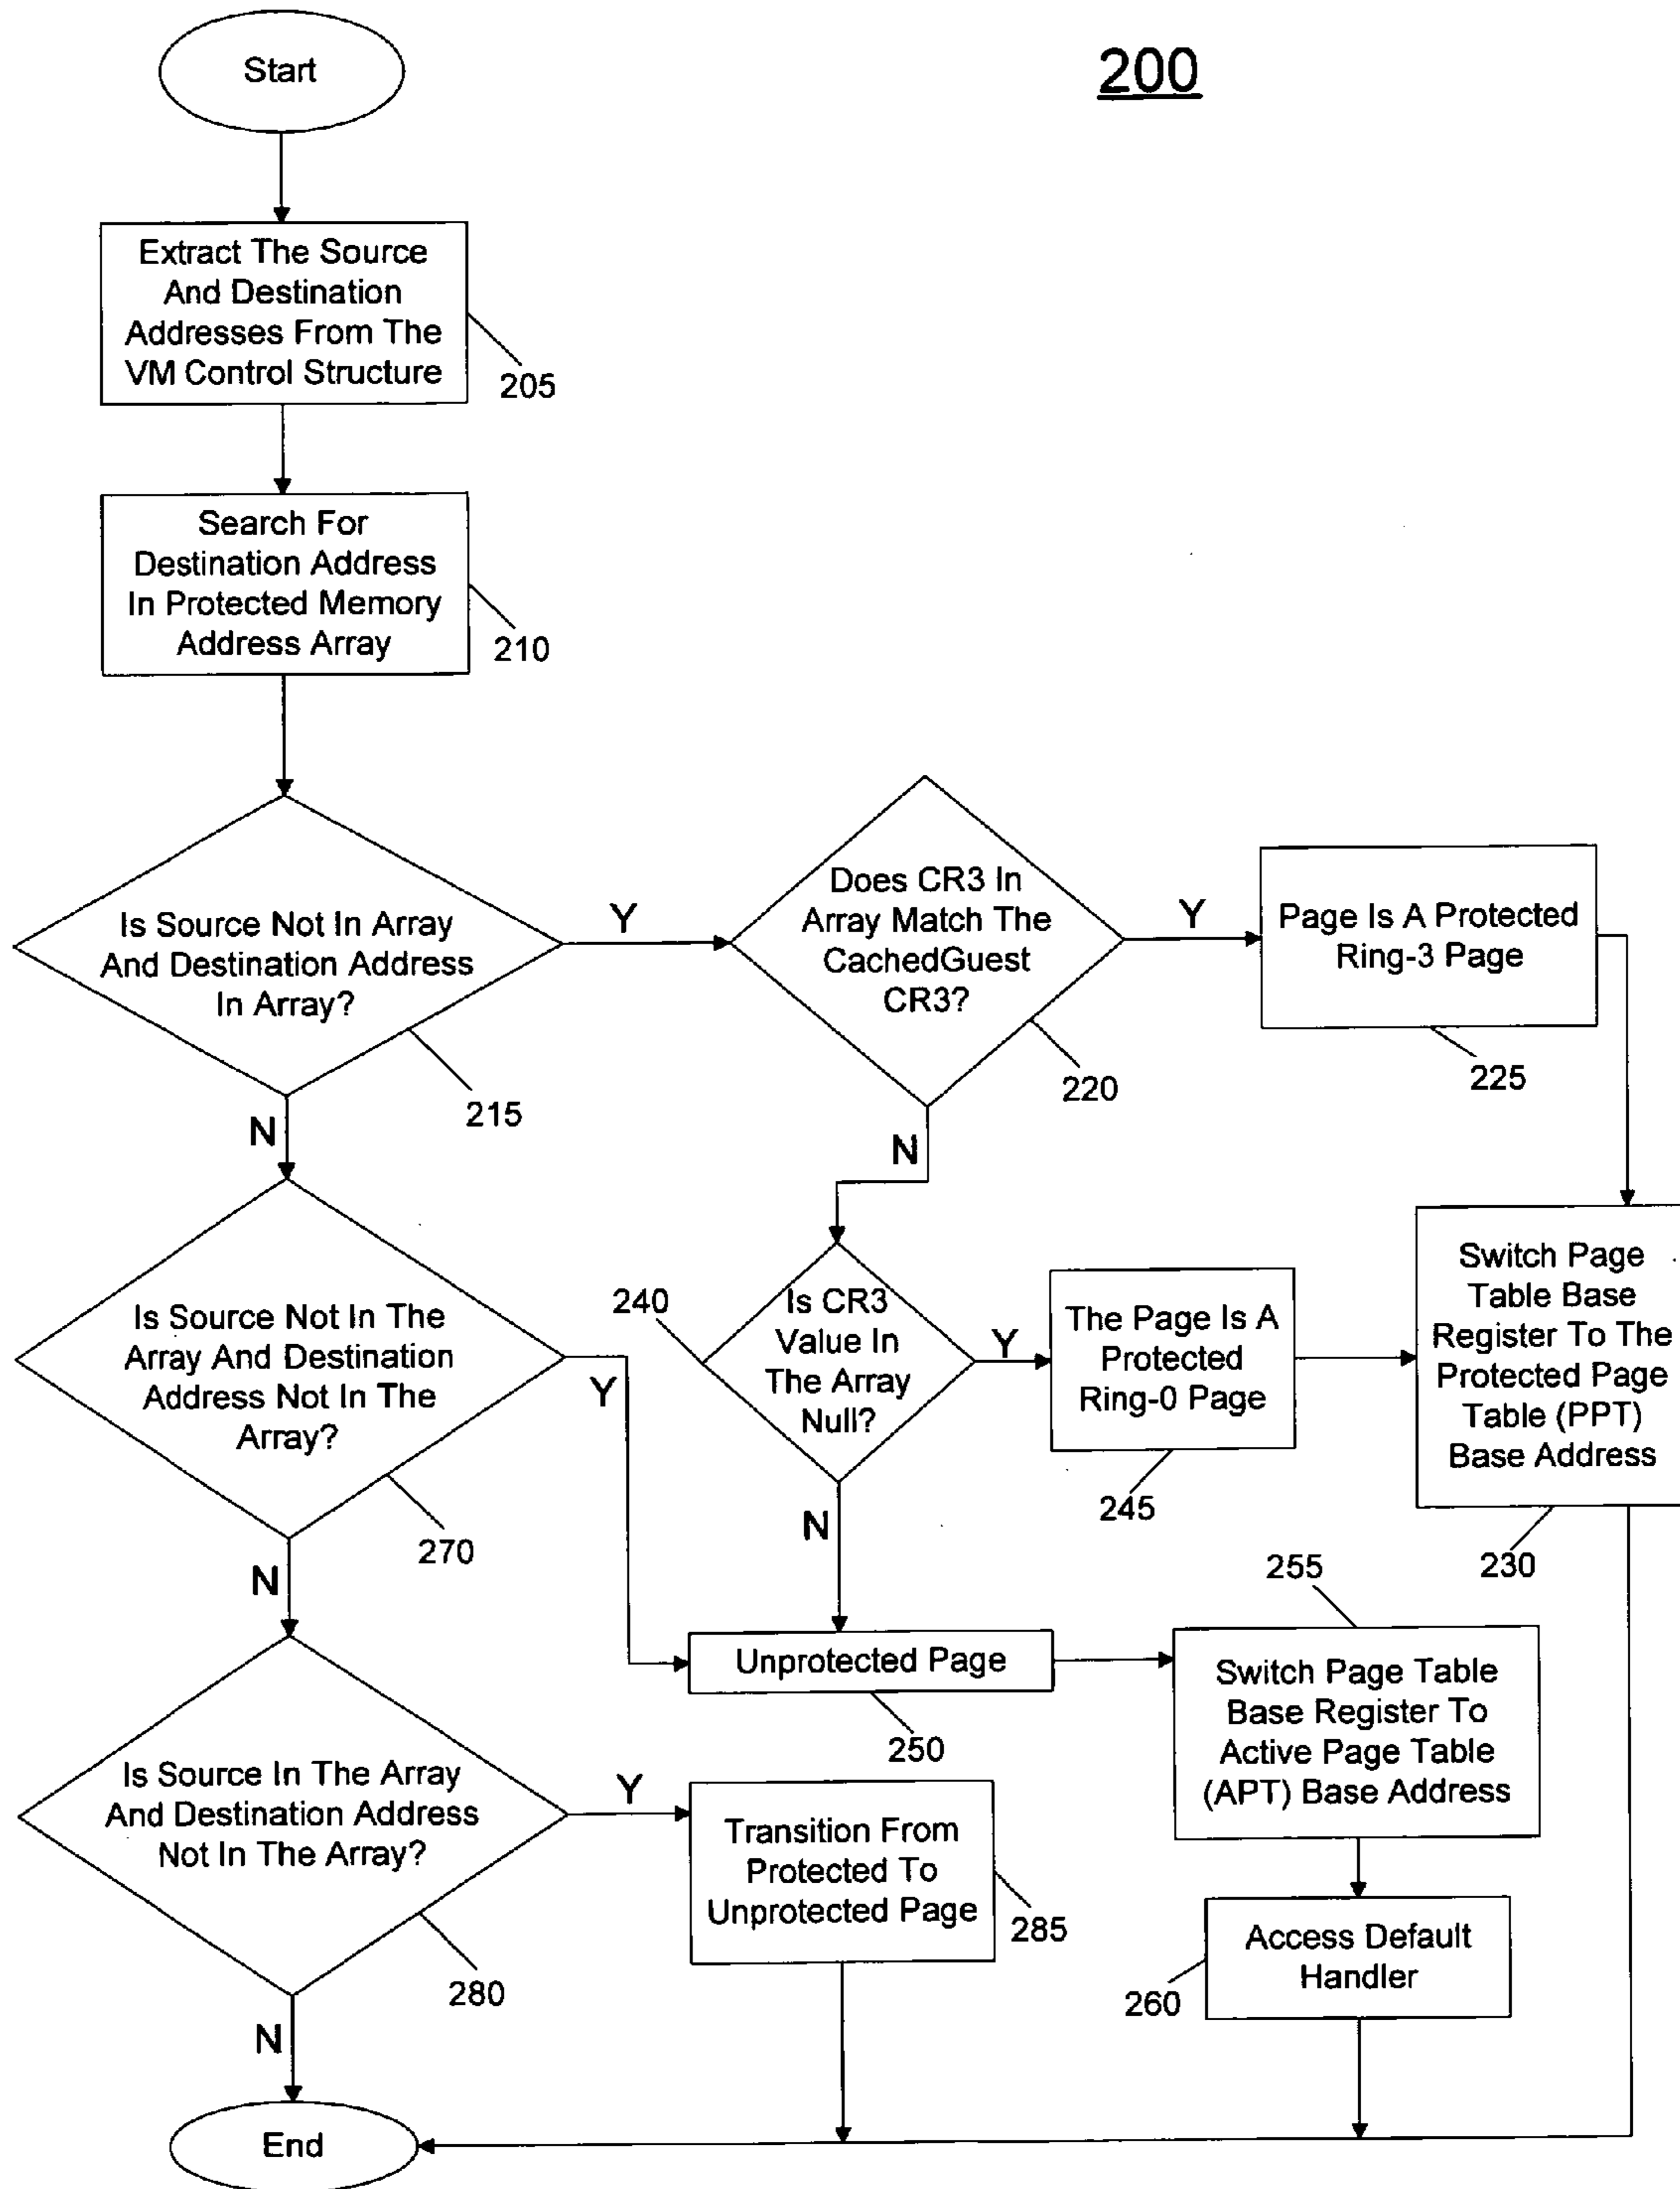 200
Start
Extract The Source
And Destination
Addresses From The
VM Control Structure
205
Search For
Destination Address
In Protected Memory
Address Array
210
Is Source Not In Array
And Destination Address
In Array?
215
Y
N
Does CR3 In
Array Match The
CachedGuest
CR3?
220
Y
N
Page Is A Protected
Ring-3 Page
225
Is Source Not In The
Array And Destination
Address Not In The
Array?
270
Y
N
240
Is CR3
Value In
The Array
Null?
Y
N
The Page Is A
Protected
Ring-0 Page
245
Switch Page
Table Base
Register To The
Protected Page
Table (PPT)
Base Address
230
Unprotected Page
250
255
Switch Page Table
Base Register To
Active Page Table
(APT) Base Address
Is Source In The Array
And Destination Address
Not In The Array?
280
Y
N
Transition From
Protected To
Unprotected Page
285
Access Default
Handler
260
End